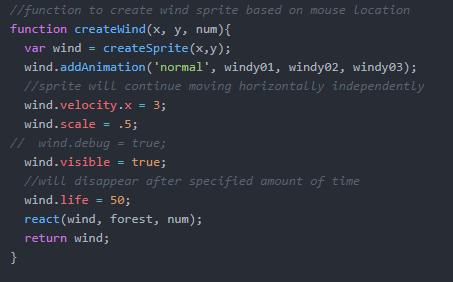 //function to create wind sprite based on mouse location
function createWind(x, y, num){
  var wind = createSprite(x,y);
  wind.addAnimation('normal', windy01, windy02, windy03);
  //sprite will continue moving horizontally independently
  wind.velocity.x = 3;
  wind.scale = .5;
//  wind.debug = true;
  wind.visible = true;
  //will disappear after specified amount of time
  wind.life = 50;
  react(wind, forest, num);
  return wind;
}